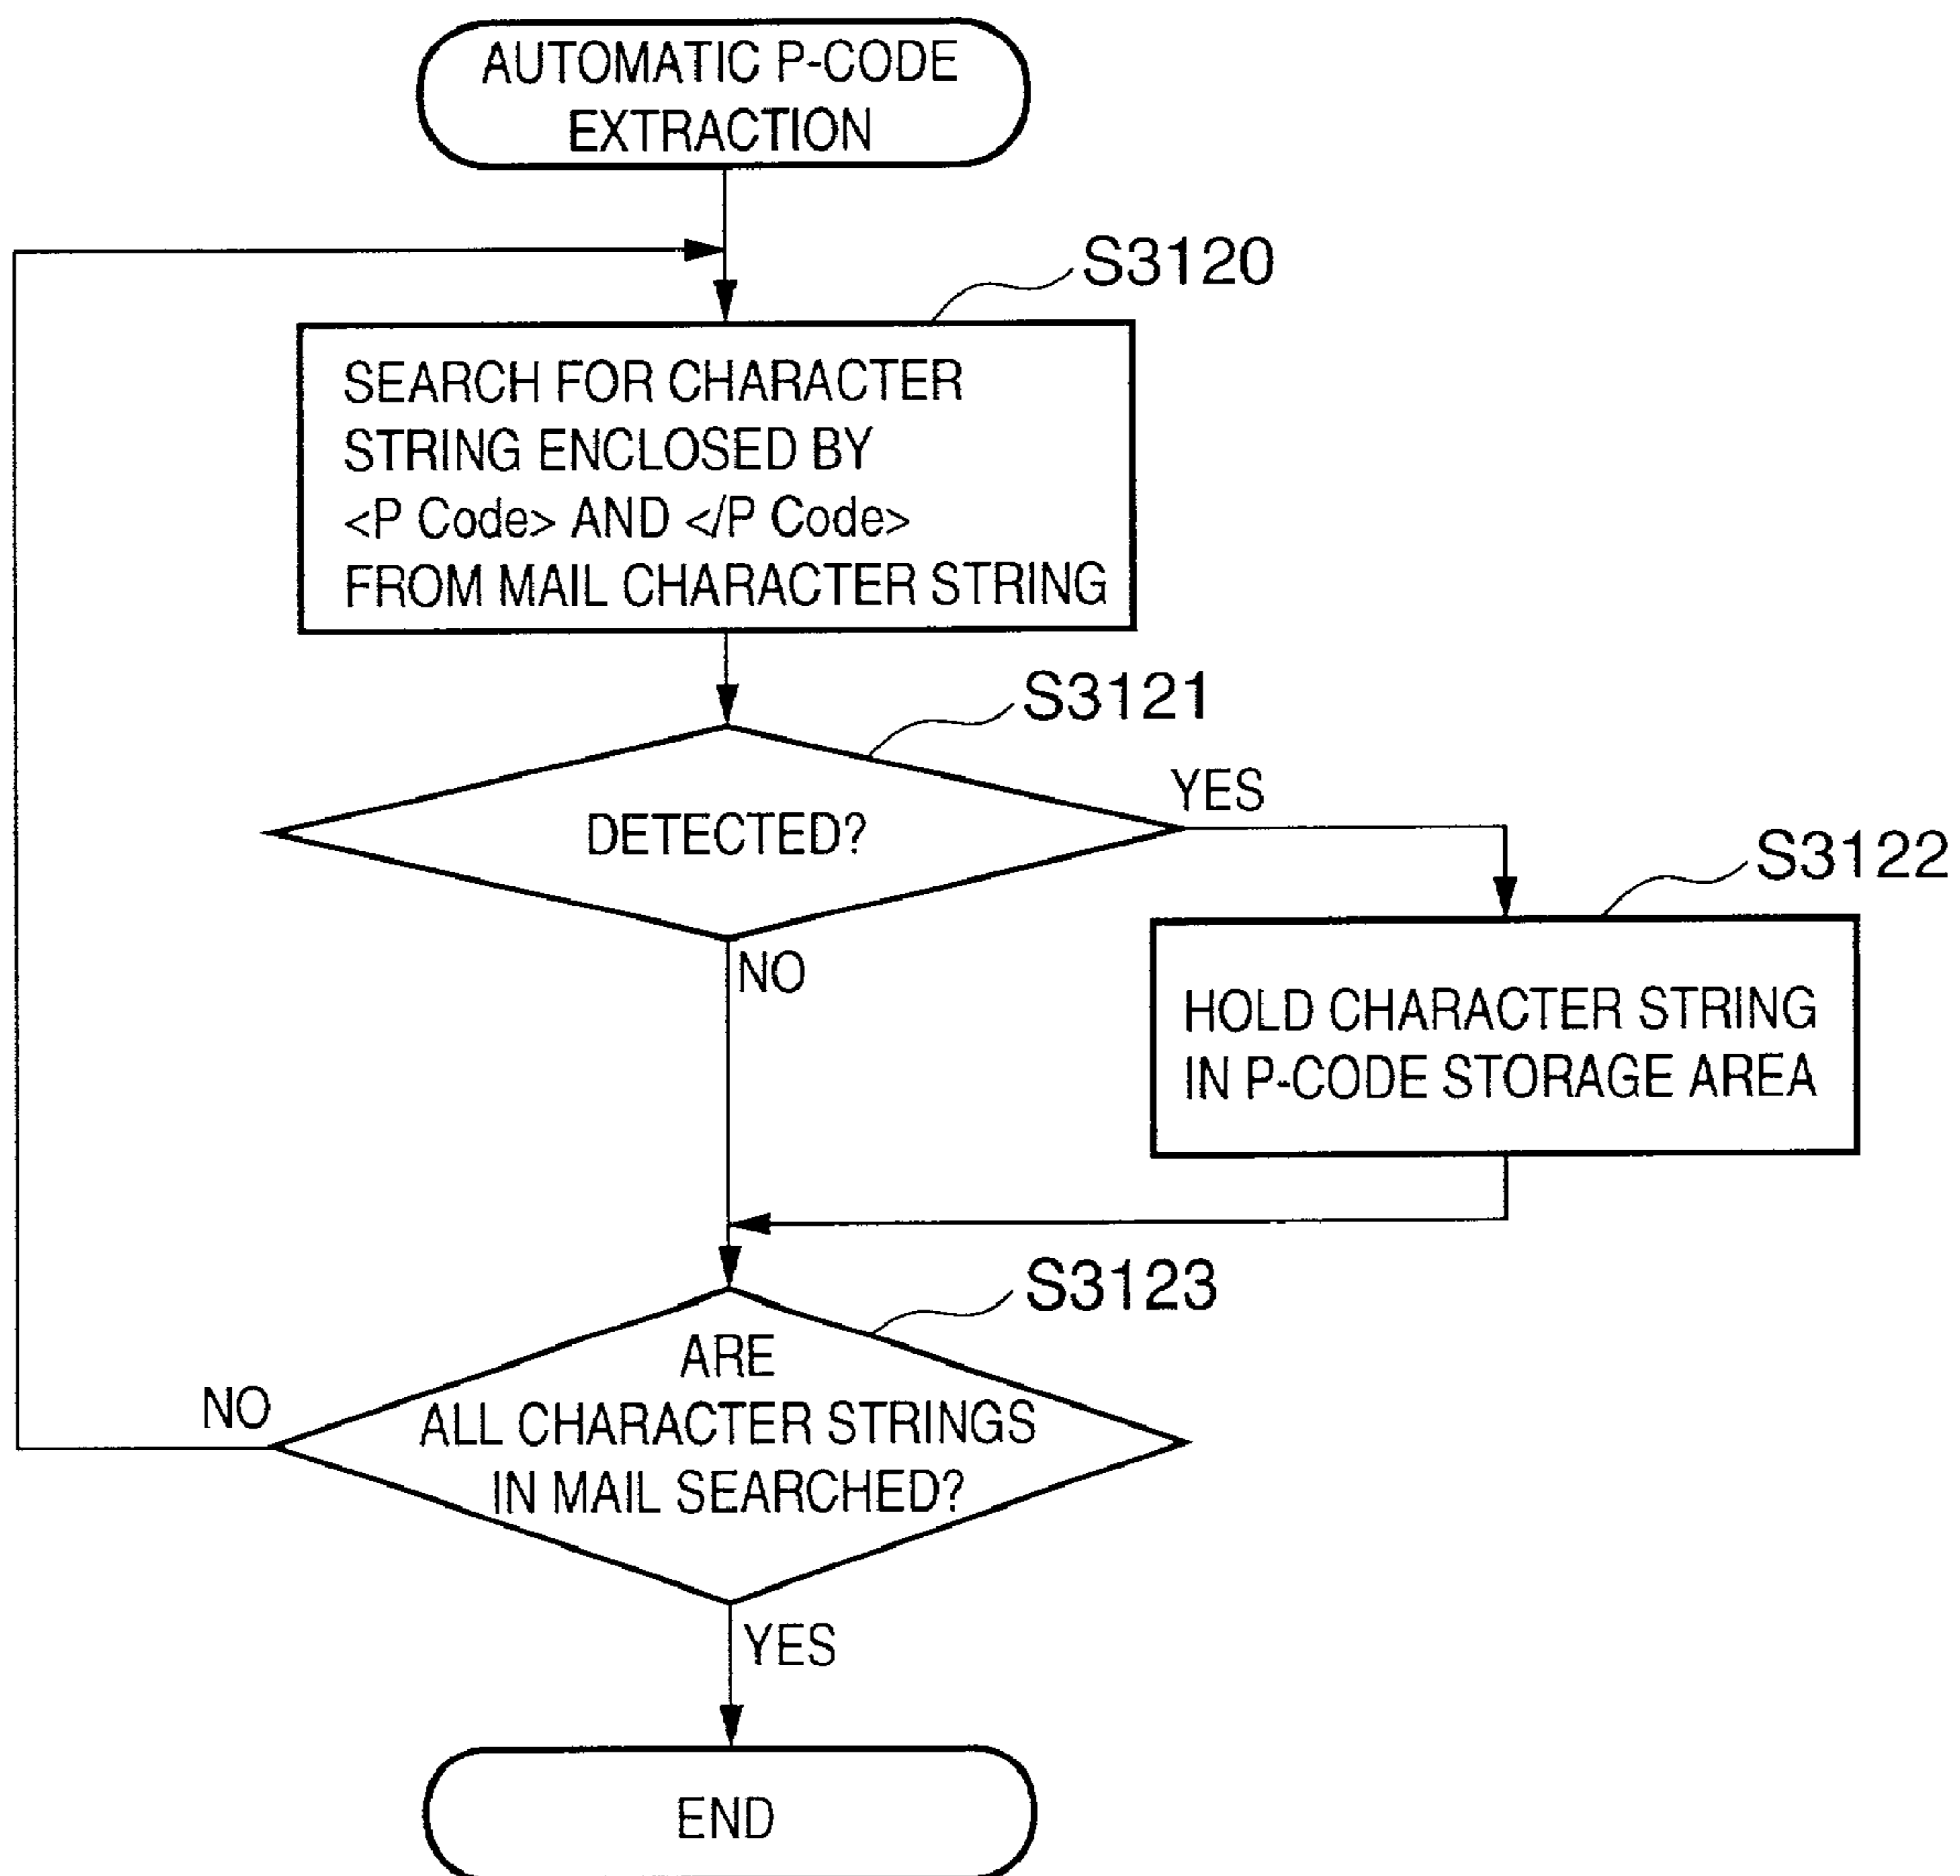 AUTOMATIC P-CODE
EXTRACTION
S3120
SEARCH FOR CHARACTER
STRING ENCLOSED BY
<P Code> AND </P Code>
FROM MAIL CHARACTER STRING
S3121
DETECTED?
YES
S3122
NO
HOLD CHARACTER STRING
IN P-CODE STORAGE AREA
S3123
ARE
ALL CHARACTER STRINGS
IN MAIL SEARCHED?
NO
YES
END